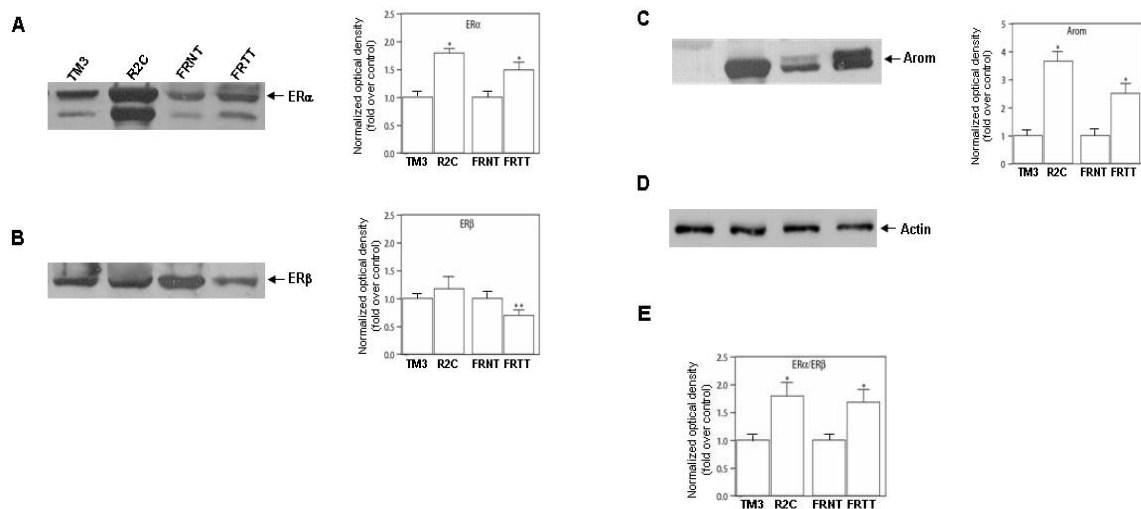 A
TM3 R2C FRNT FRTT
ERα
Normalized optical density
(fold over control)
ERα
2.5
2.0
1.5
1.0
0.5
0.0
* *
TM3 R2C FRNT FRTT
B
ERβ
Normalized optical density
(fold over control)
ERβ
2.5
2.0
1.5
1.0
0.5
0.0
**
TM3 R2C FRNT FRTT
C
Arom
Normalized optical density
(fold over control)
Arom
5
4
3
2
1
0
* *
TM3 R2C FRNT FRTT
D
Actin
E
Normalized optical density
(fold over control)
ERα/ERβ
2.5
2.0
1.5
1.0
0.5
0.0
* *
TM3 R2C FRNT FRTT